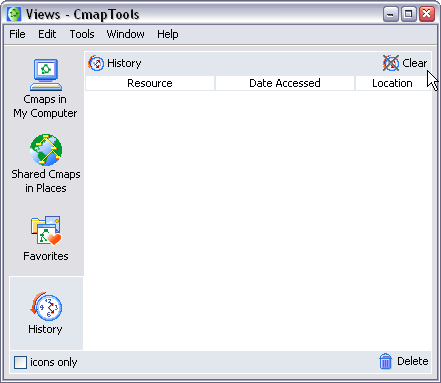 Views - CmapTools
File Edit Tools Window Help
History Clear
Resource Date Accessed Location
Cmaps in
My Computer
Shared Cmaps
in Places
Favorites
History
icons only Delete